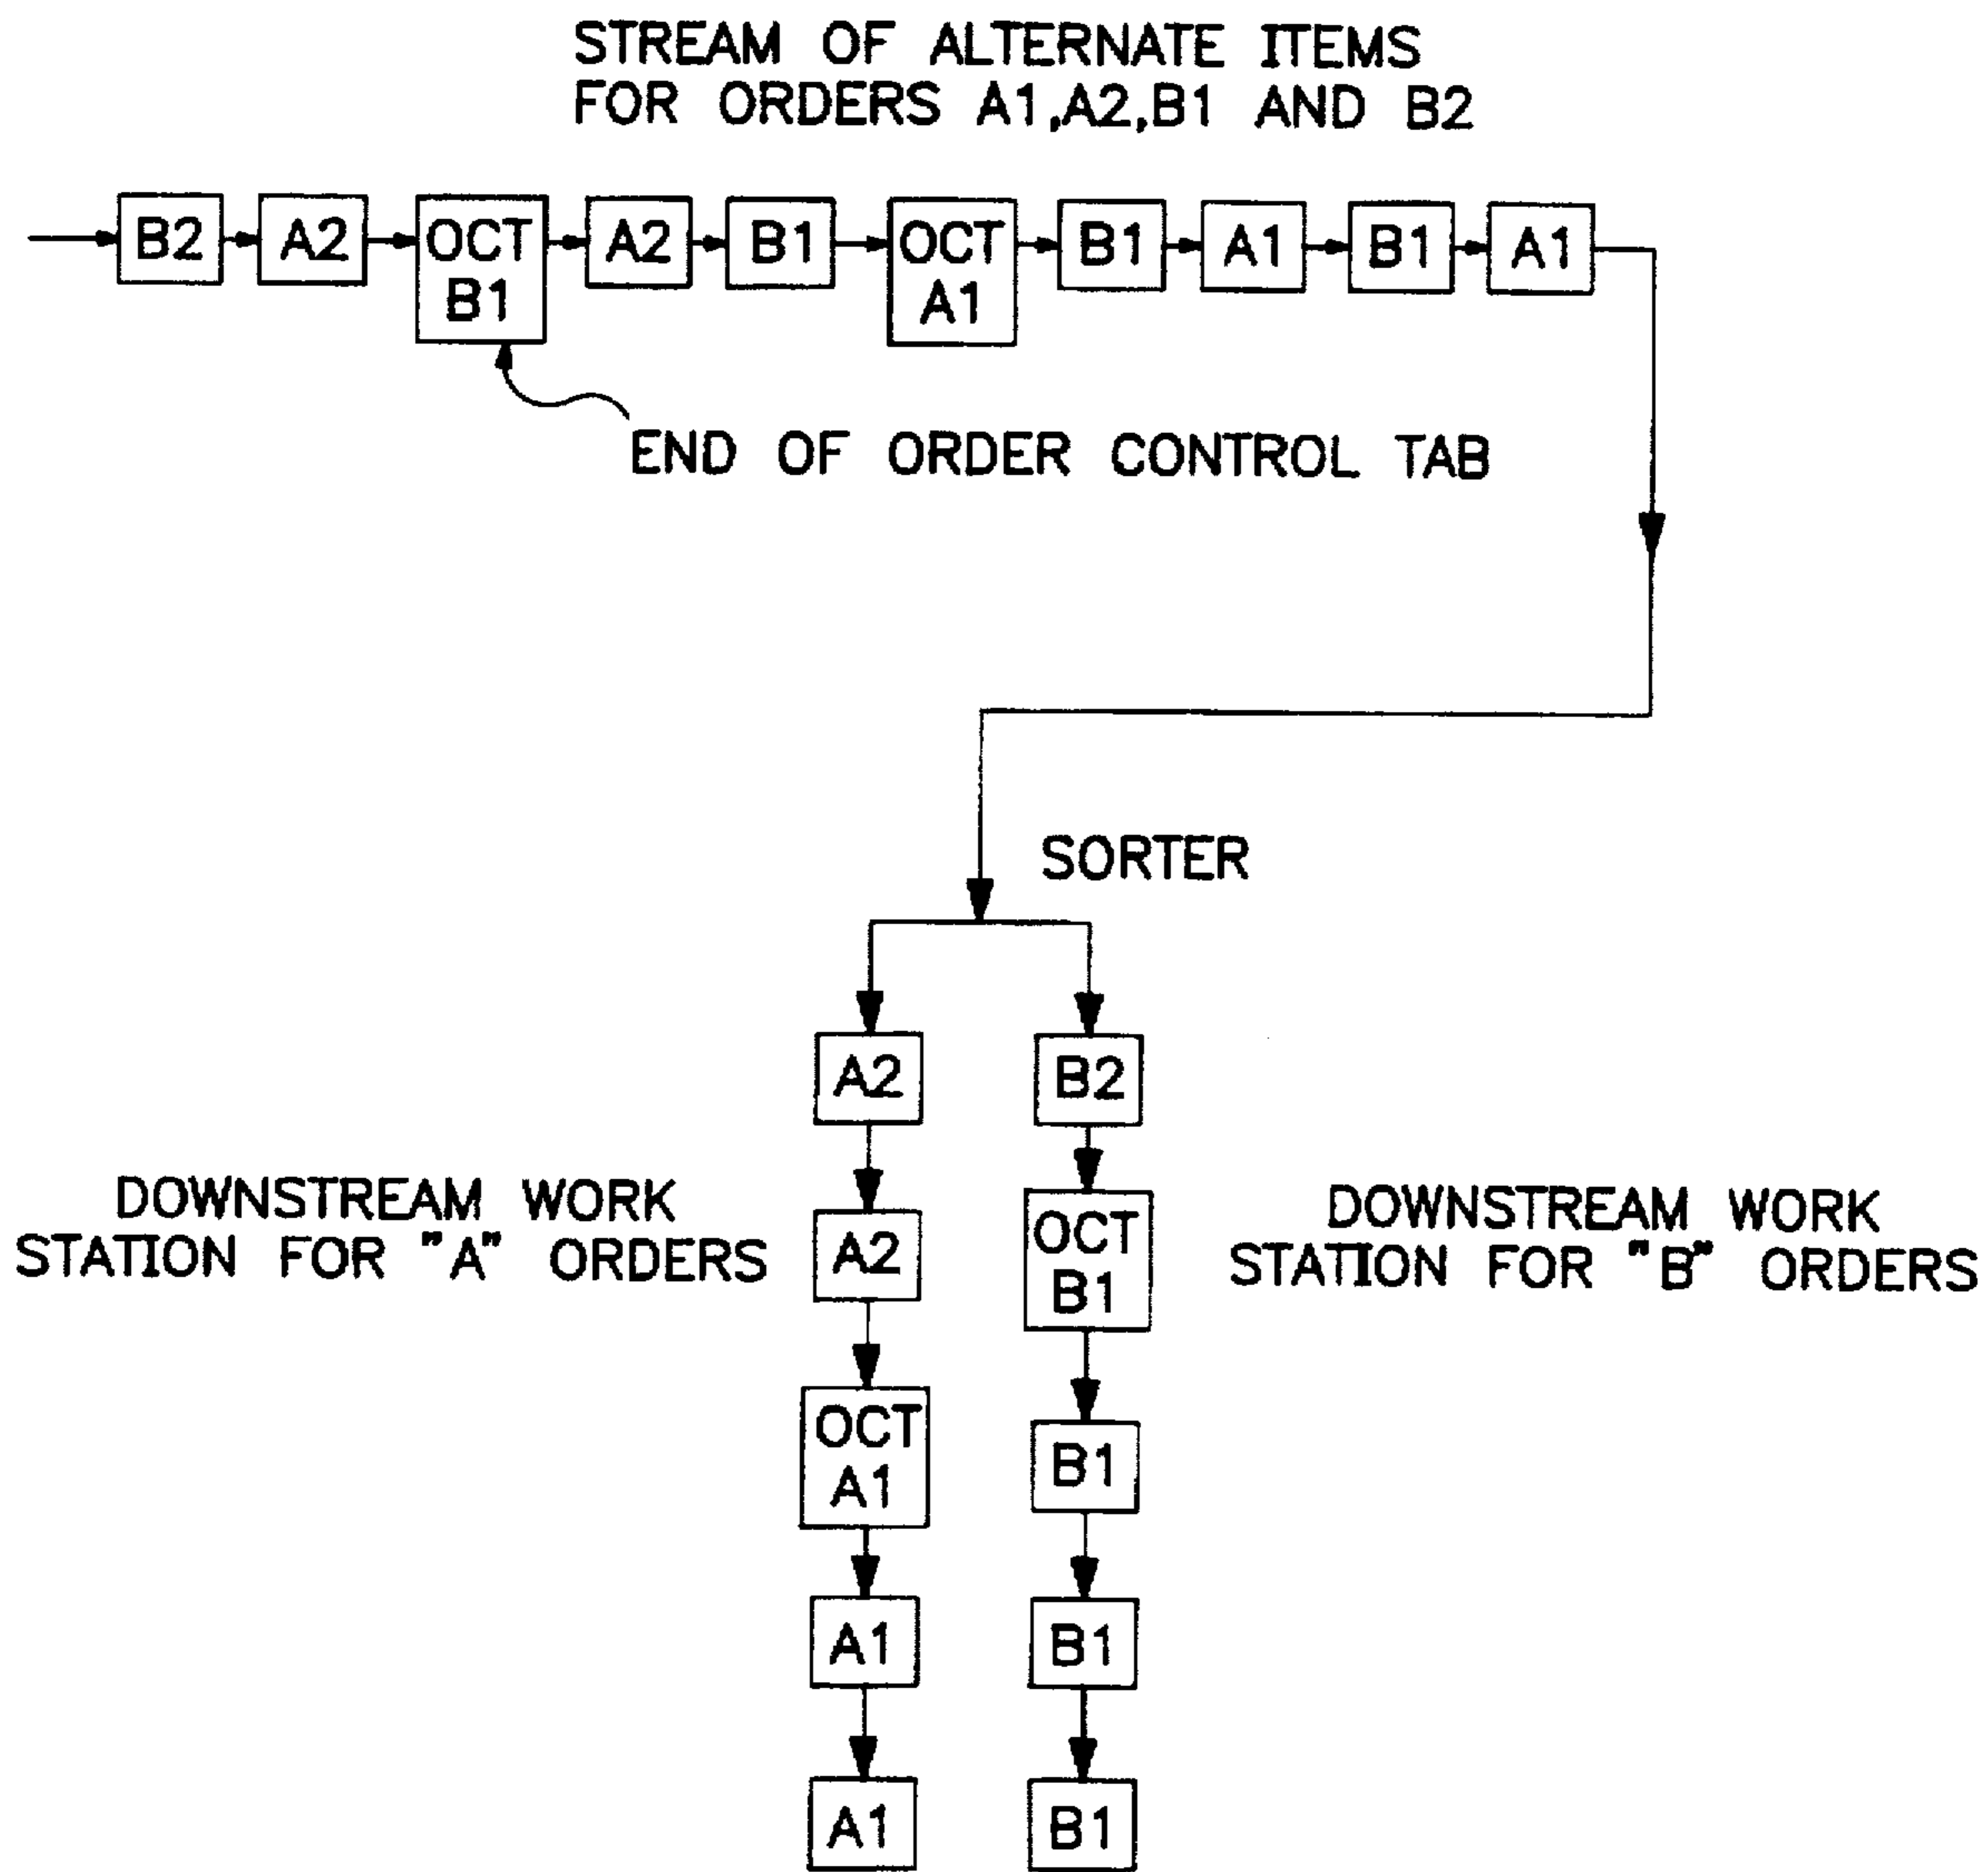 STREAM OF ALTERNATE ITEMS
FOR ORDERS A1,A2,B1 AND B2
B2 A2 OCT B1 A2 B1 OCT A1 B1 A1 B1 A1
END OF ORDER CONTROL TAB
SORTER
A2 B2
DOWNSTREAM WORK
STATION FOR "A" ORDERS
A2
OCT
B1
DOWNSTREAM WORK
STATION FOR "B" ORDERS
OCT
A1
B1
A1 B1
A1 B1